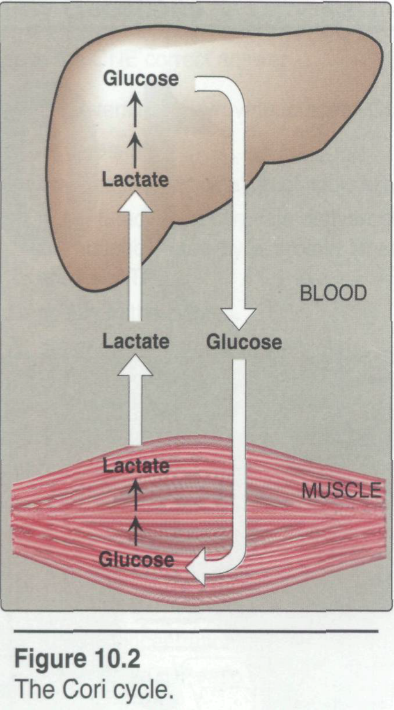 Glucose
Lactate
BLOOD
Lactate Glucose
Lactate
MUSCLE
Glucose
Figure 10.2
The Cori cycle.